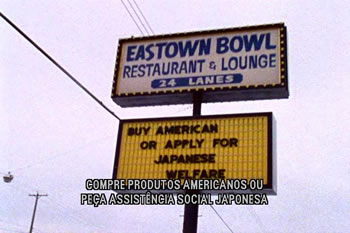 EASTOWN BOWL
RESTAURANT & LOUNGE
24 LANES
BUY AMERICAN
OR APPLY FOR
JAPANESE
WELFARE
COMPRE PRODUTOS AMERICANOS OU
PEÇA ASSISTÊNCIA SOCIAL JAPONESA